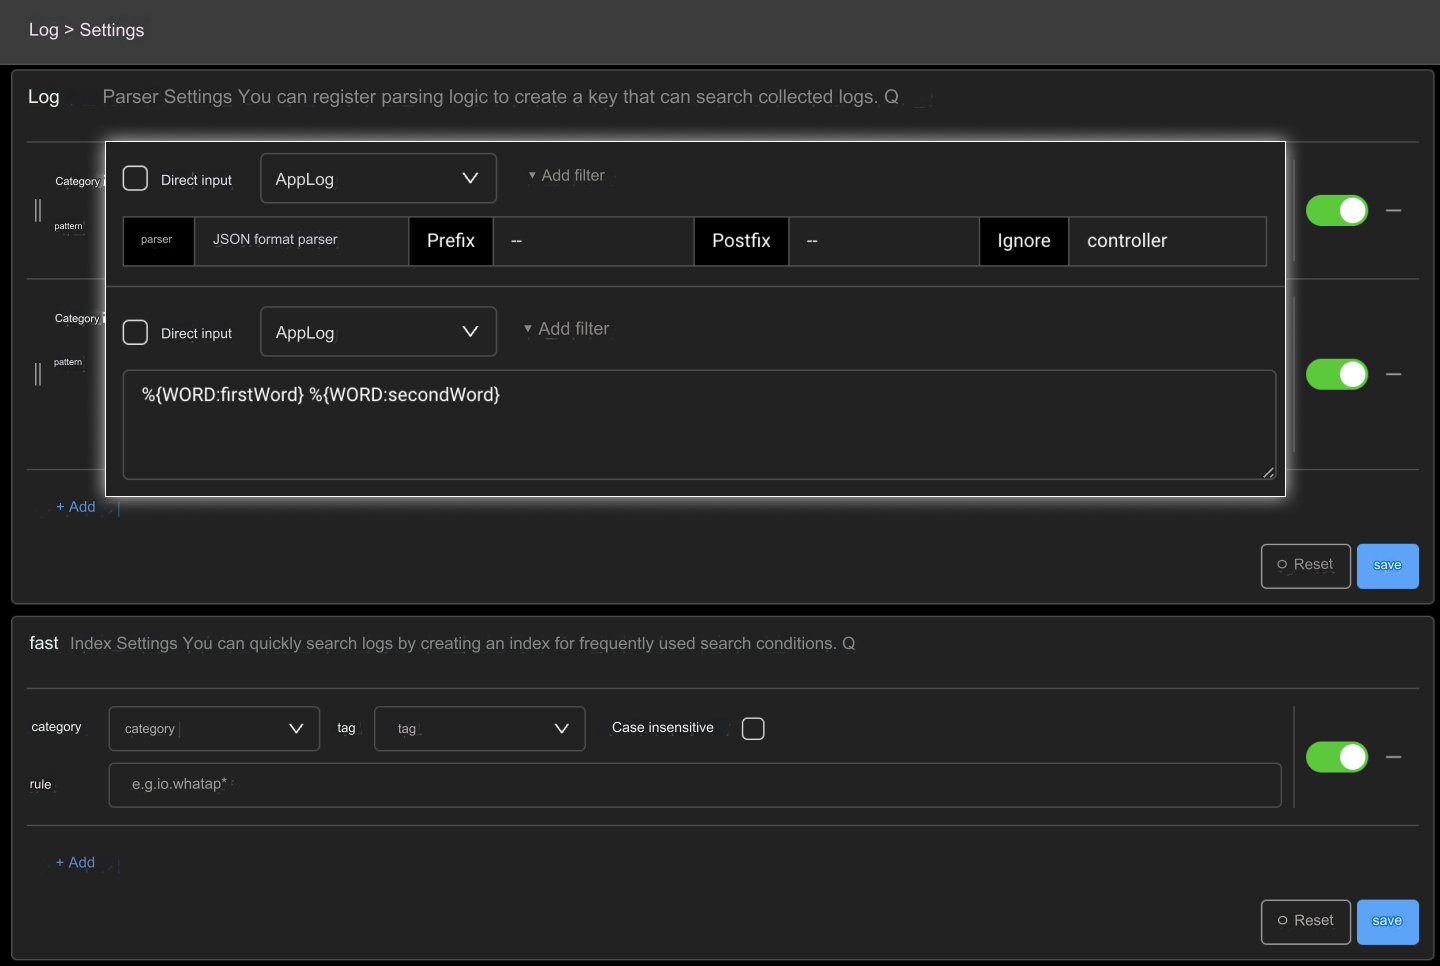 Log > Settings
Log Parser Settings You can register parsing logic to create a key that can search collected logs. Q
Category
Direct input AppLog Add filter
pattern
parser JSON format parser Prefix -- Postfix -- Ignore controller
Category
Direct input AppLog Add filter
pattern
%{WORD:firstWord} %{WORD:secondWord}
+ Add
Reset save
fast Index Settings You can quickly search logs by creating an index for frequently used search conditions. Q
category category tag tag Case insensitive
rule e.g.io.whatap*
+ Add
Reset save